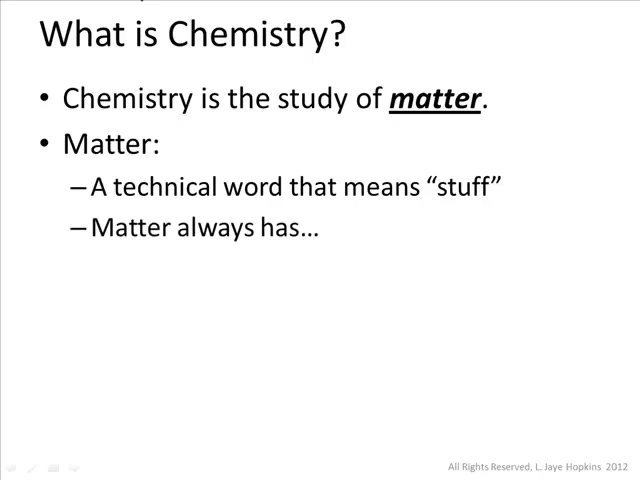 What is Chemistry?
• Chemistry is the study of matter.
• Matter:
– A technical word that means “stuff”
– Matter always has…
All Rights Reserved, L. Jaye Hopkins 2012